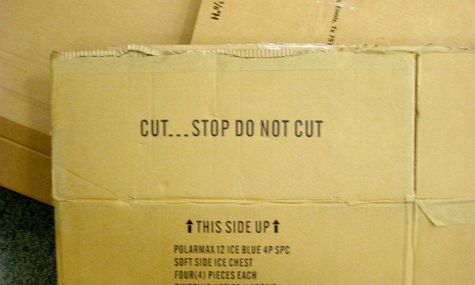 CUT...STOP DO NOT CUT
↑THIS SIDE UP↑
POLARMAX 12 ICE BLUE 4P SPC
SOFT SIDE ICE CHEST
FOUR(4) PIECES EACH